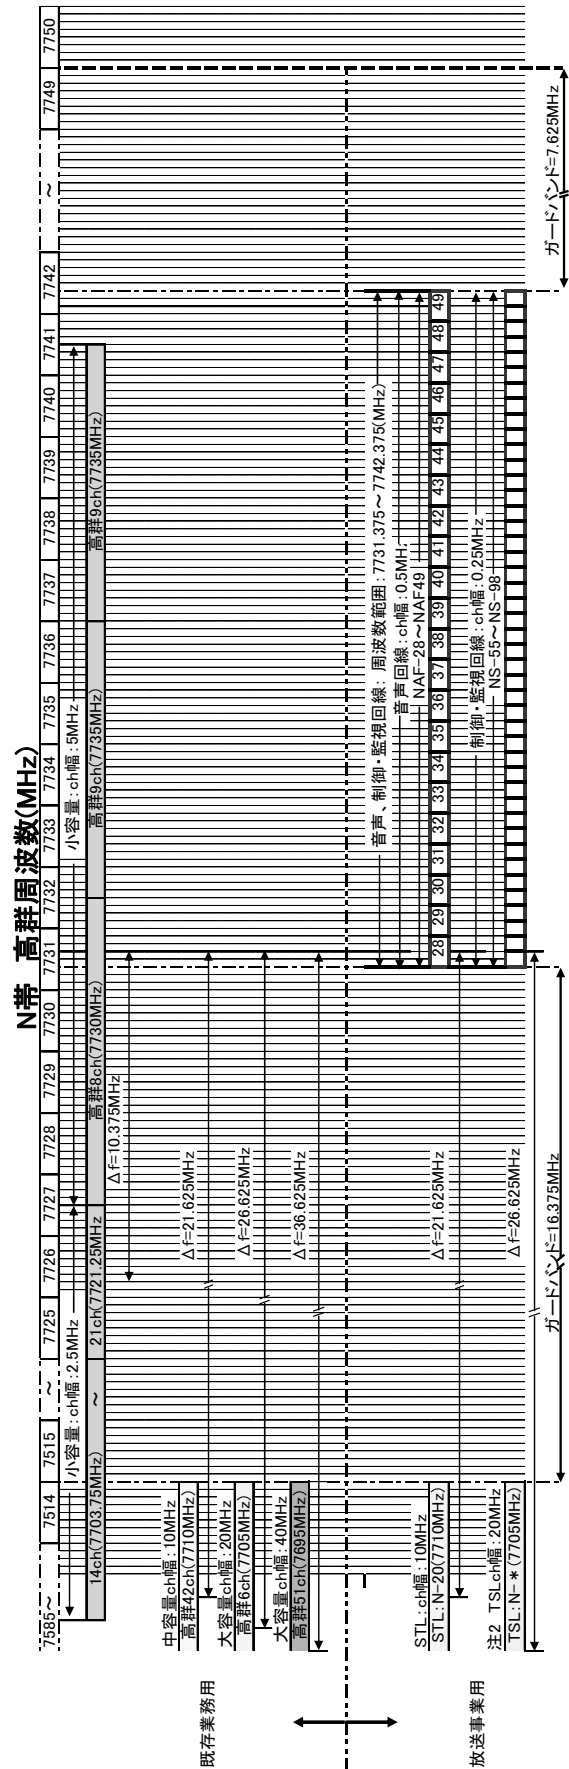 N帯　高群周波数(MHz)
7585～
7514
7515
～
7725
7726
7727
7728
7729
7730
7731
7732
7733
7734
7735
7736
7737
7738
7739
7740
7741
7742
～
7749
7750
小容量:ch幅:2.5MHz
小容量:ch幅:5MHz
14ch(7703.75MHz)
～
21ch(7721.25MHz)
高群8ch(7730MHz)
高群9ch(7735MHz)
高群9ch(7735MHz)
Δf=10.375MHz
既存業務用
中容量ch幅:10MHz
高群42ch(7710MHz)
Δf=21.625MHz
大容量ch幅:20MHz
高群6ch(7705MHz)
Δf=26.625MHz
大容量ch幅:40MHz
高群51ch(7695MHz)
Δf=36.625MHz
放送事業用
音声、制御・監視回線: 周波数範囲:7731.375～7742.375(MHz)
音声回線:ch幅:0.5MHz
NAF-28～NAF49
STL:ch幅:10MHz
STL:N-20(7710MHz)
Δf=21.625MHz
28 29 30 31 32 33 34 35 36 37 38 39 40 41 42 43 44 45 46 47 48 49
制御・監視回線:ch幅:0.25MHz
NS-55～NS-98
注2 TSLch幅:20MHz
TSL:N-＊(7705MHz)
Δf=26.625MHz
ガードバンド=16.375MHz
ガードバンド=7.625MHz